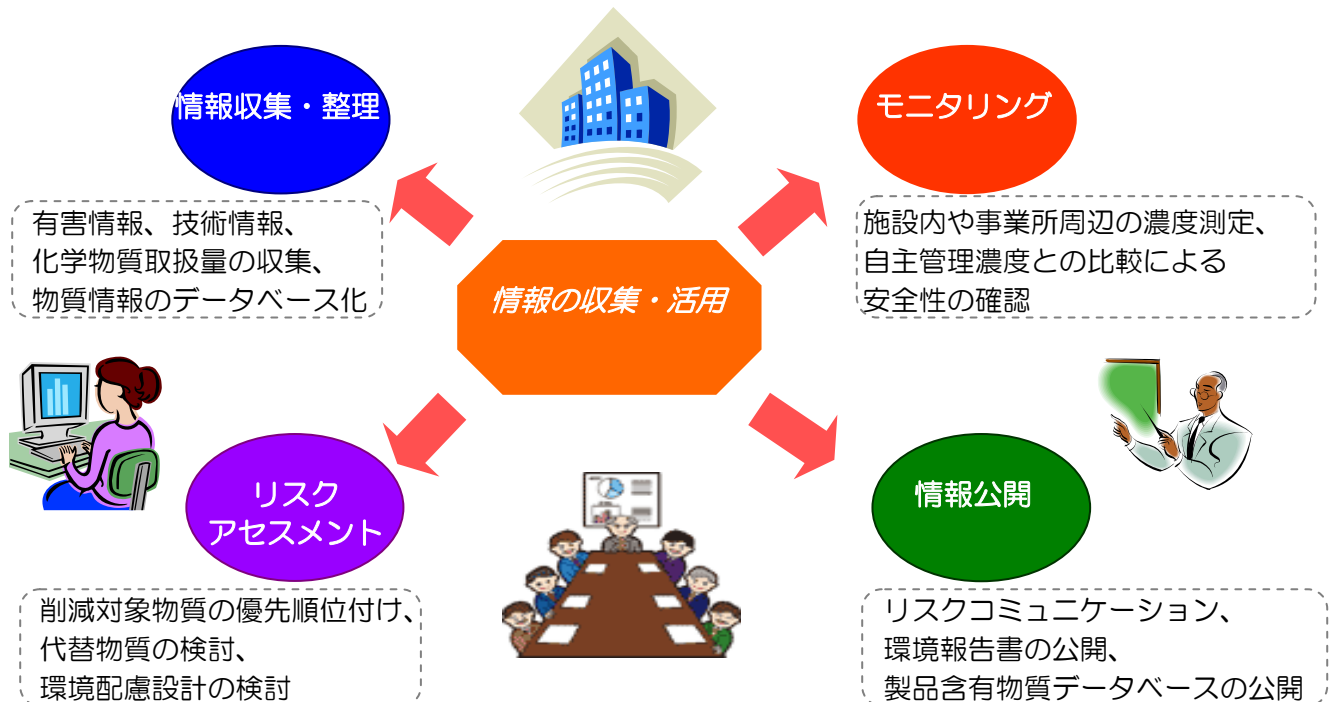 情報収集・整理
有害情報、技術情報、
化学物質取扱量の収集、
物質情報のデータベース化
モニタリング
施設内や事業所周辺の濃度測定、
自主管理濃度との比較による
安全性の確認
情報の収集・活用
リスク
アセスメント
削減対象物質の優先順位付け、
代替物質の検討、
環境配慮設計の検討
情報公開
リスクコミュニケーション、
環境報告書の公開、
製品含有物質データベースの公開